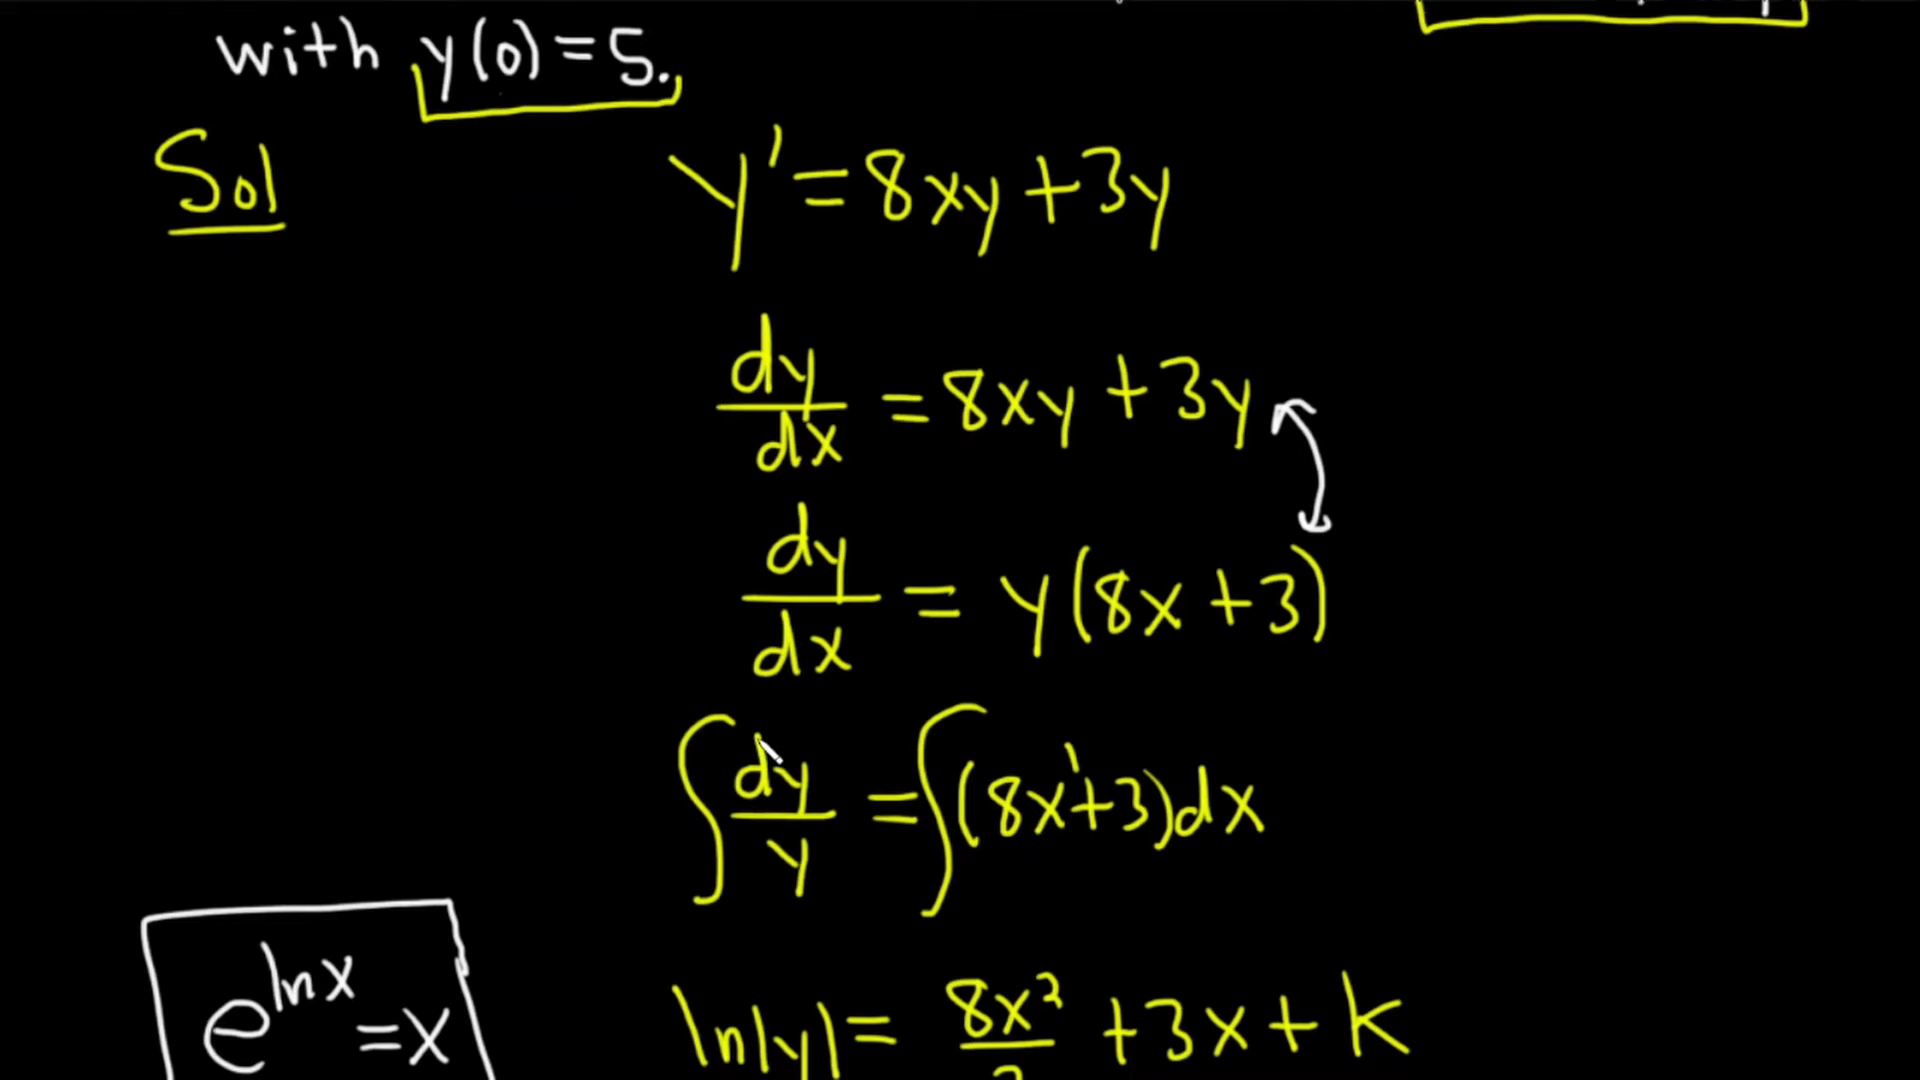 with y(0)=5.
Sol
y'=8xy+3y
dy/dx = 8xy+3y
dy/dx = y(8x+3)
∫ dy/y = ∫(8x¹+3)dx
e^{lnx}=x
ln|y| = 8x²/2 +3x+k